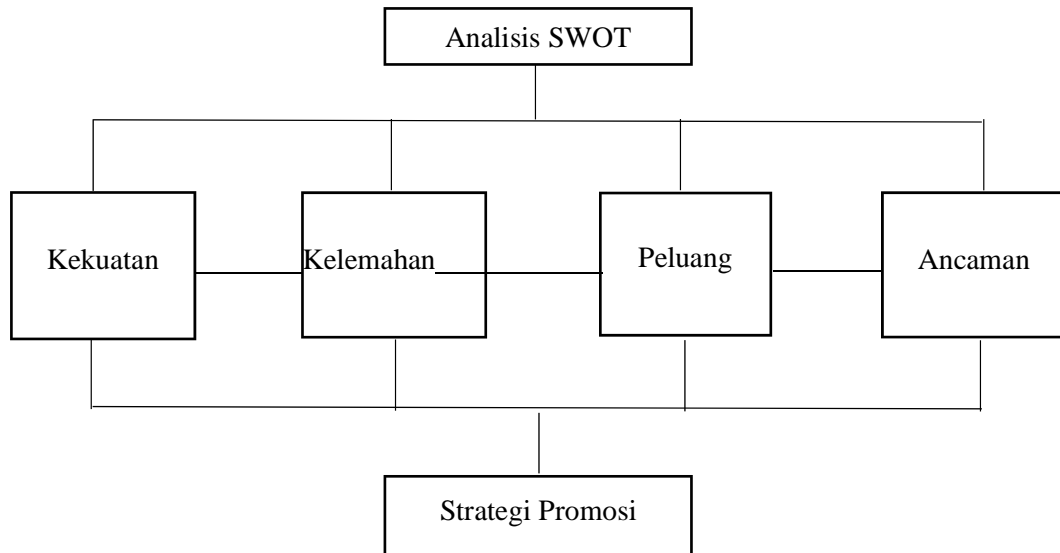 Analisis SWOT
Kekuatan
Kelemahan
Peluang
Ancaman
Strategi Promosi